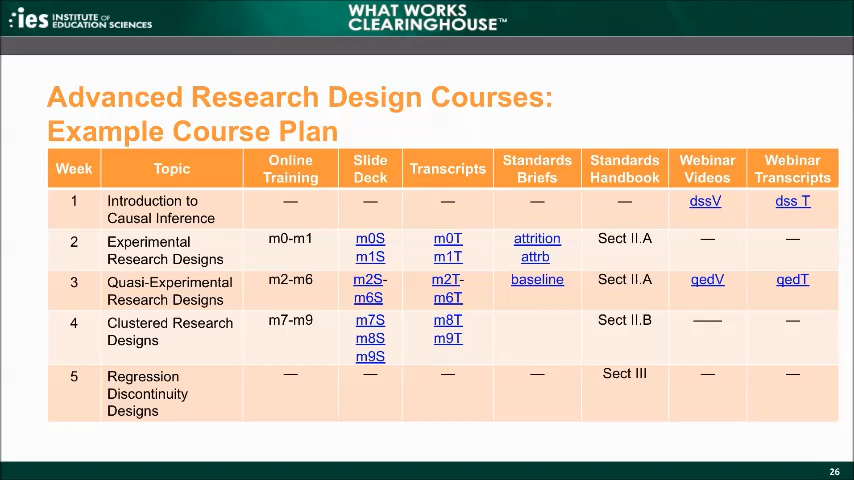 ies INSTITUTE OF EDUCATION SCIENCES
WHAT WORKS CLEARINGHOUSE™
Advanced Research Design Courses:
Example Course Plan
Week Topic Online Training Slide Deck Transcripts Standards Briefs Standards Handbook Webinar Videos Webinar Transcripts
1 Introduction to Causal Inference — — — — — dssV dss T
2 Experimental Research Designs m0-m1 m0S m1S m0T m1T attrition attrb Sect II.A — —
3 Quasi-Experimental Research Designs m2-m6 m2S-m6S m2T-m6T baseline Sect II.A qedV qedT
4 Clustered Research Designs m7-m9 m7S m8S m9S m8T m9T Sect II.B —— —
5 Regression Discontinuity Designs — — — — Sect III — —
26